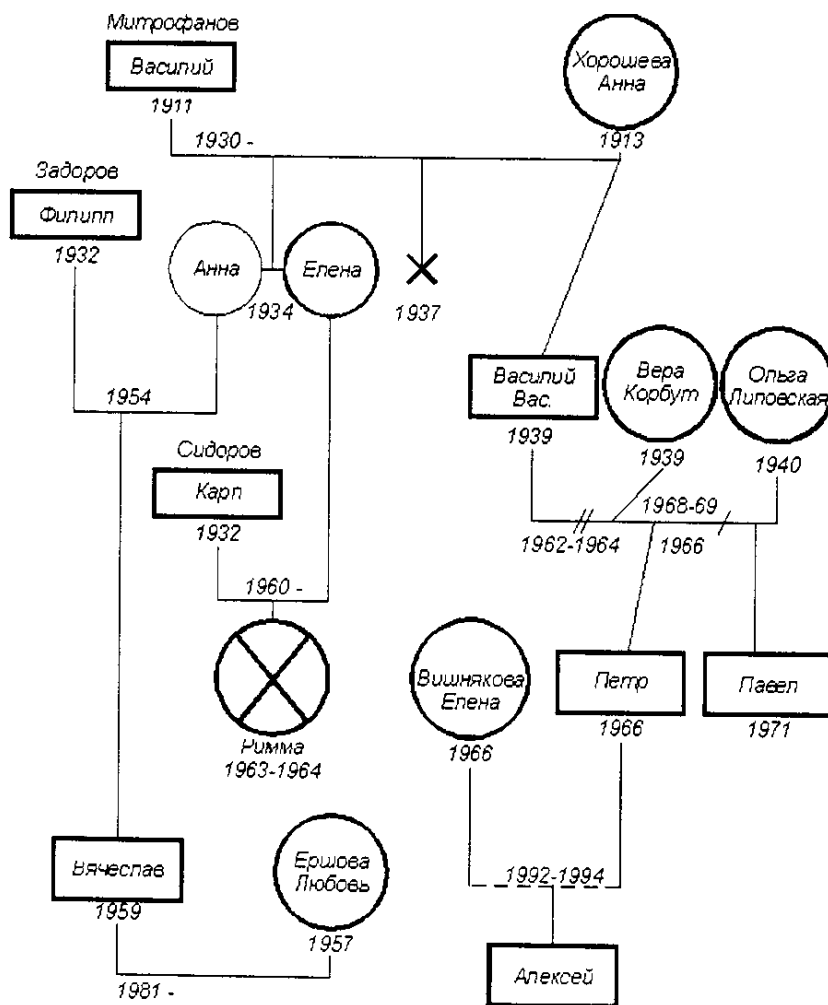 Митрофанов
Василий
1911
Хорошева
Анна
1913
1930 -
Задоров
Филипп
1932
Анна
Елена
1934
1937
Василий
Вас.
1939
Вера
Корбут
1939
Ольга
Липовская
1940
1954
Сидоров
Карп
1932
1968-69
1962-1964
1966
1960 -
Римма
1963-1964
Вишнякова
Елена
1966
Петр
1966
Павел
1971
Вячеслав
1959
Ершова
Любовь
1957
1992-1994
1981 -
Алексей